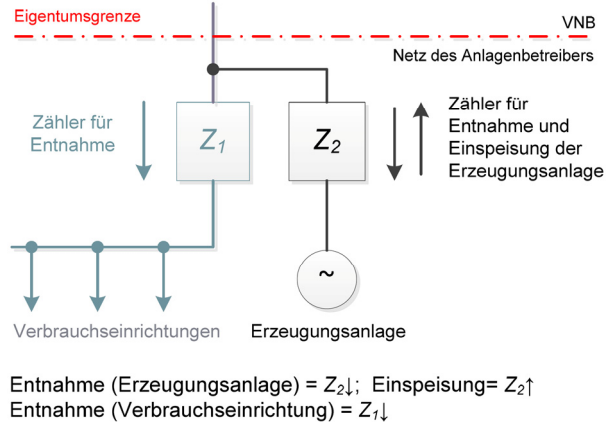 Eigentumsgrenze
VNB
Netz des Anlagenbetreibers
Zähler für
Entnahme
Z1
Z2
Zähler für
Entnahme und
Einspeisung der
Erzeugungsanlage
~
Verbrauchseinrichtungen
Erzeugungsanlage
Entnahme (Erzeugungsanlage) = Z2↓; Einspeisung= Z2↑
Entnahme (Verbrauchseinrichtung) = Z1↓